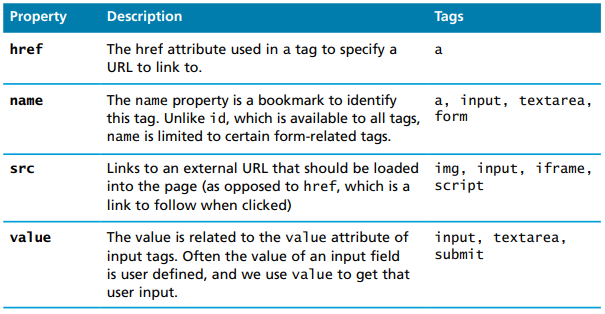 Property Description Tags
href The href attribute used in a tag to specify a a
URL to link to.
name The name property is a bookmark to identify a, input, textarea,
this tag. Unlike id, which is available to all tags, form
name is limited to certain form-related tags.
src Links to an external URL that should be loaded img, input, iframe,
into the page (as opposed to href, which is a script
link to follow when clicked)
value The value is related to the value attribute of input, textarea,
input tags. Often the value of an input field submit
is user defined, and we use value to get that
user input.